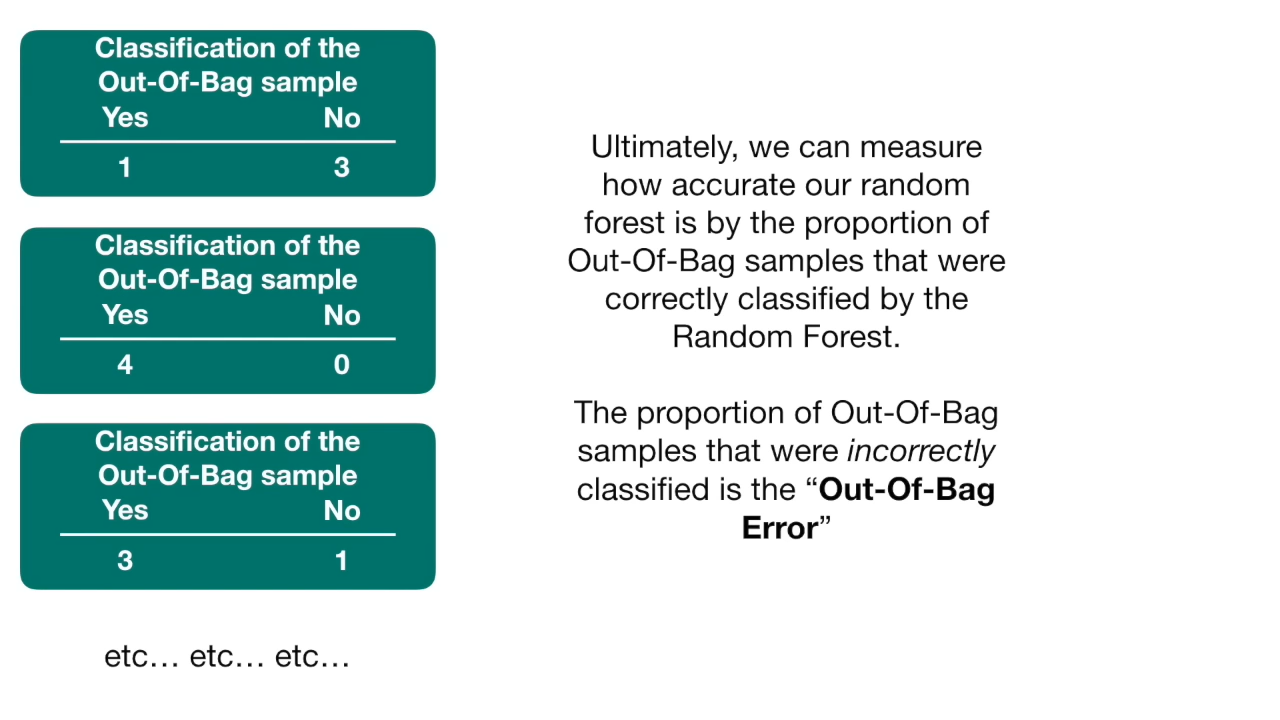 Classification of the
Out-Of-Bag sample
Yes No
1 3
Classification of the
Out-Of-Bag sample
Yes No
4 0
Classification of the
Out-Of-Bag sample
Yes No
3 1
etc… etc… etc…
Ultimately, we can measure
how accurate our random
forest is by the proportion of
Out-Of-Bag samples that were
correctly classified by the
Random Forest.
The proportion of Out-Of-Bag
samples that were incorrectly
classified is the “Out-Of-Bag
Error”